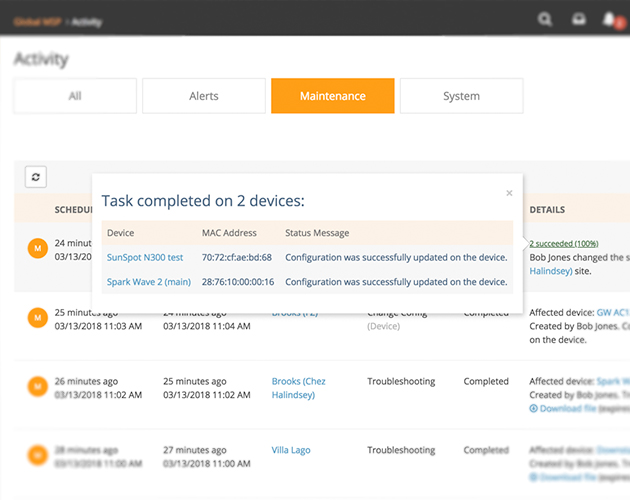 Global MSP › Activity
Activity
All
Alerts
Maintenance
System
Task completed on 2 devices:
×
Device MAC Address Status Message
SunSpot N300 test 70:72:cf:ae:bd:68 Configuration was successfully updated on the device.
Spark Wave 2 (main) 28:76:10:00:00:16 Configuration was successfully updated on the device.
DETAILS
M
24
03/13/20
2 succeeded (100%)
Bob Jones changed the
Halindsey) site.
M
25 minutes ago
03/13/2018 11:03 AM
24 minutes ago
03/13/2018 11:04 AM
Change Config
(Device)
Completed
Affected device: GW AC1
Created by Bob Jones.
on the device.
M
26 minutes ago
03/13/2018 11:02 AM
25 minutes ago
03/13/2018 11:02 AM
Brooks (Chez
Halindsey)
Troubleshooting
Completed
Affected device: Spark
Created by Bob Jones.
Download file
M
28 minutes ago
03/13/2018 11:00 AM
27 minutes ago
03/13/2018 11:00 AM
Villa Lago
Troubleshooting
Completed
Affected device:
Created by Bob Jones.
Download file